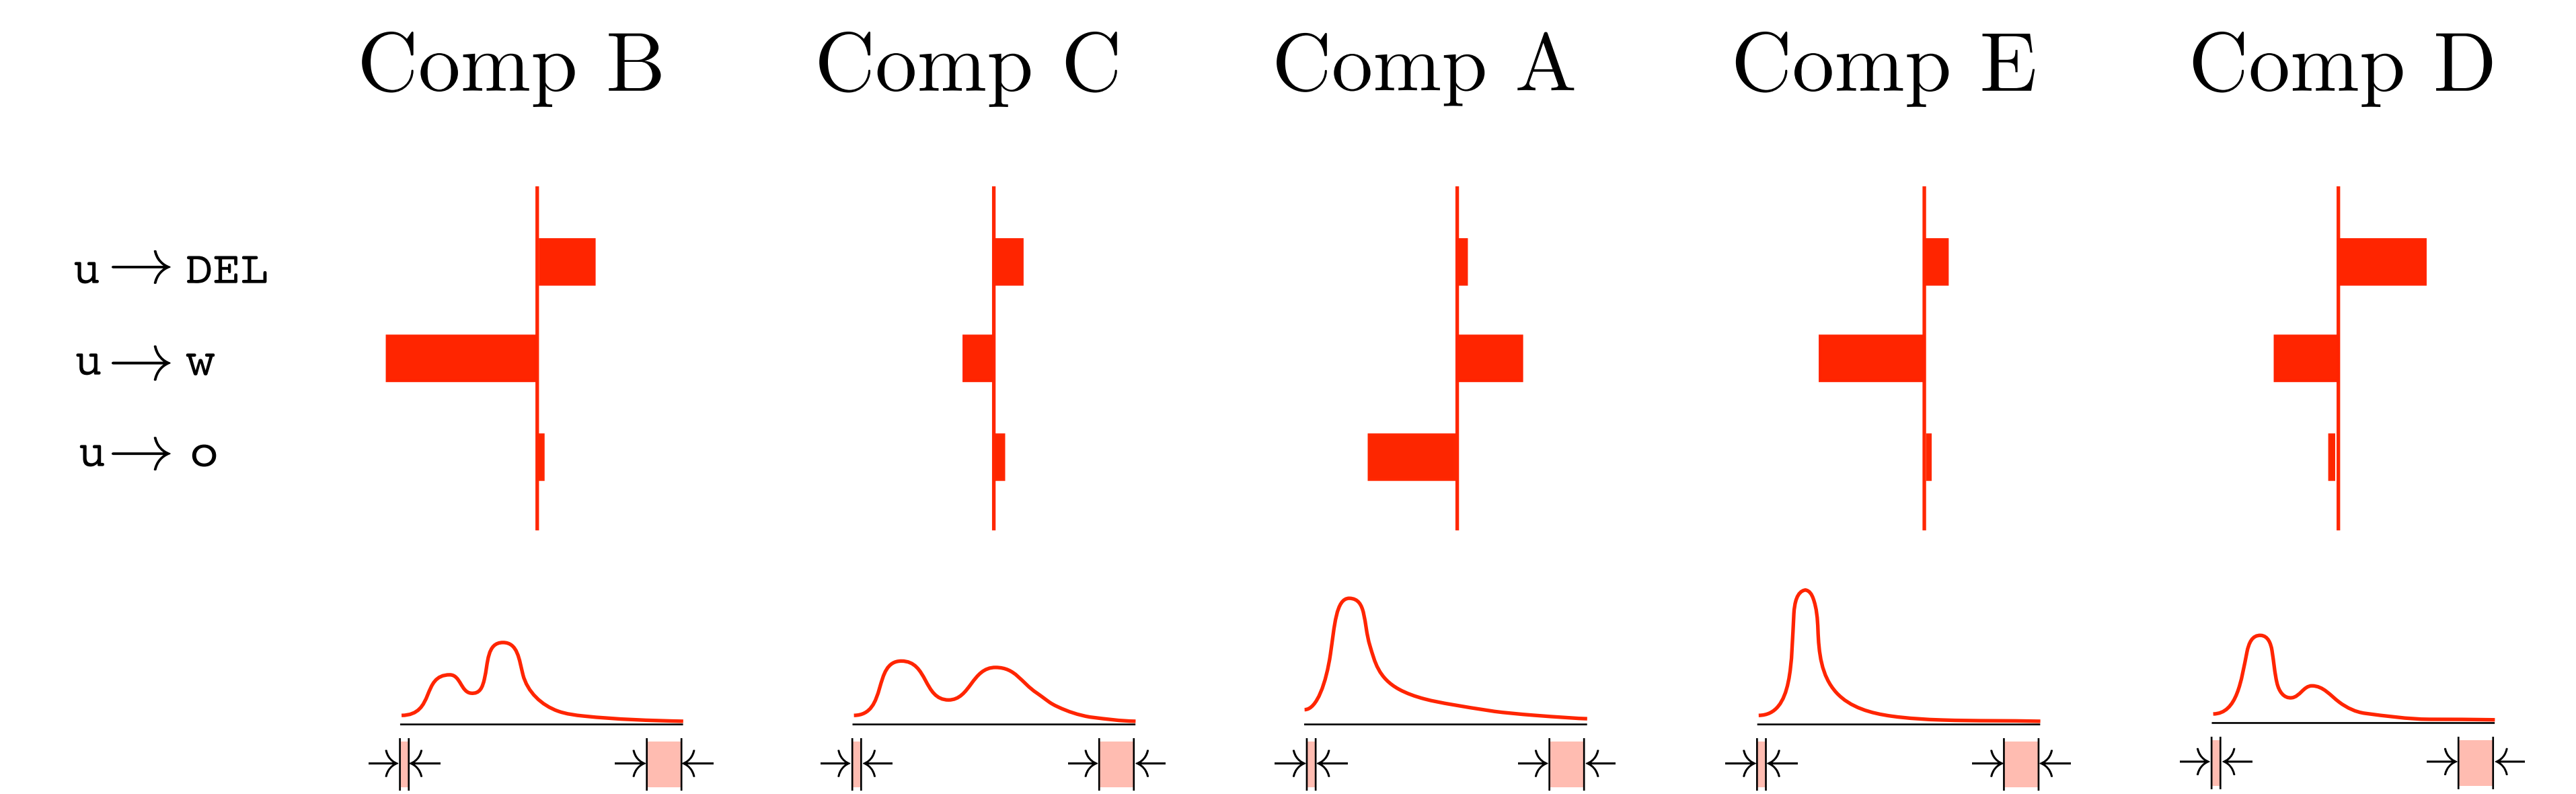 Comp B Comp C Comp A Comp E Comp D
u → DEL
u → w
u → o